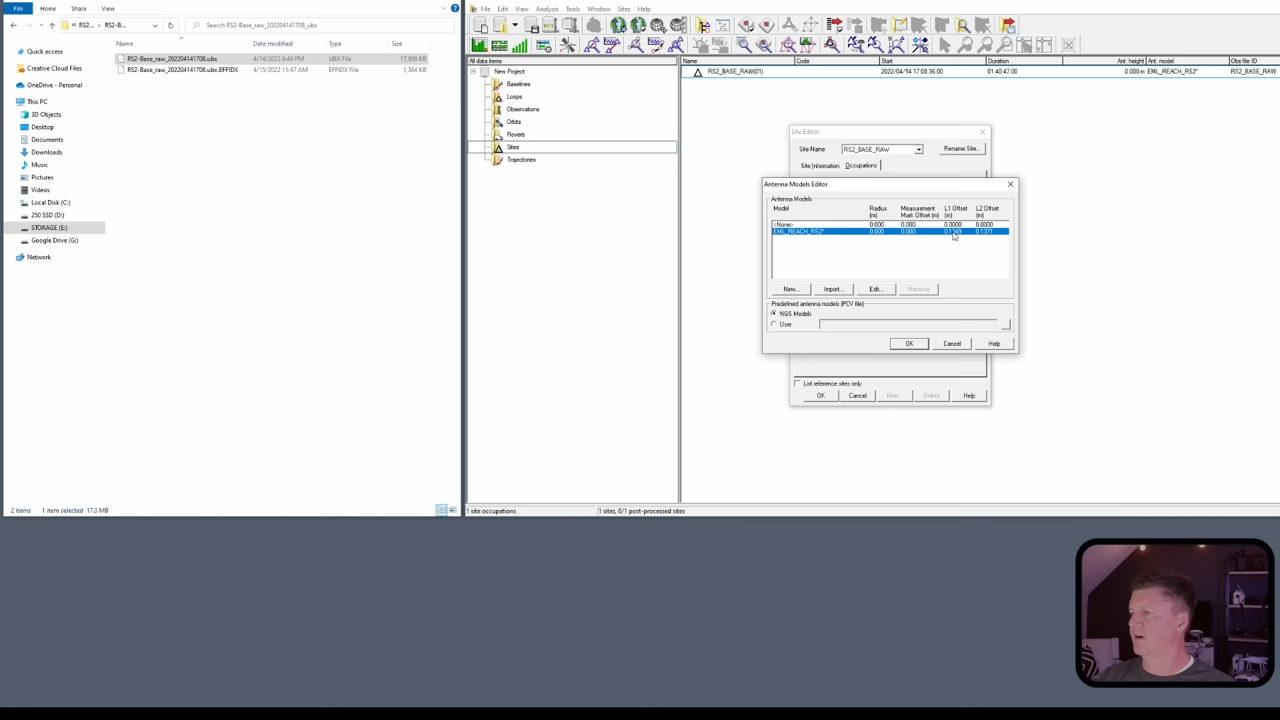 File Home Share View
RS2... RS2-B...
Search RS2-Base_raw_202204141708_ubx
Name Date modified Type Size
RS2-Base_raw_202204141708.ubx 4/14/2022 6:49 PM UBX File 17,809 KB
RS2-Base_raw_202204141708.ubx.EFFIDX 4/15/2022 11:47 AM EFFIDX File 1,364 KB
Quick access
Creative Cloud Files
OneDrive - Personal
This PC
3D Objects
Desktop
Documents
Downloads
Music
Pictures
Videos
Local Disk (C:)
250 SSD (D:)
STORAGE (E:)
Google Drive (G:)
Network
2 items 1 item selected 17.3 MB
File Edit View Analysis Tools Window Sites Help
All data items
New Project
Baselines
Loops
Observations
Orbits
Rovers
Sites
Trajectories
Name Code Start Duration Ant. height Ant. model Obs file ID
RS2_BASE_RAW(01) 2022/04/14 17:08:36.00 01:40:47.00 0.000m EML_REACH_RS2* RS2_BASE_RAW
Site Editor
Site Name RS2_BASE_RAW Rename Site...
Site Information Occupations
Antenna Models Editor
Antenna Models
Model Radius (m) Measurement Mark Offset (m) L1 Offset (m) L2 Offset (m)
<None> 0.000 0.000 0.0000 0.0000
EML_REACH_RS2* 0.000 0.000 0.1371
New... Import... Edit... Remove
Predefined antenna models (PCV file)
NGS Models
User
OK Cancel Help
List reference sites only
OK Cancel New... Delete Help
1 site occupations 1 sites, 0/1 post-processed sites